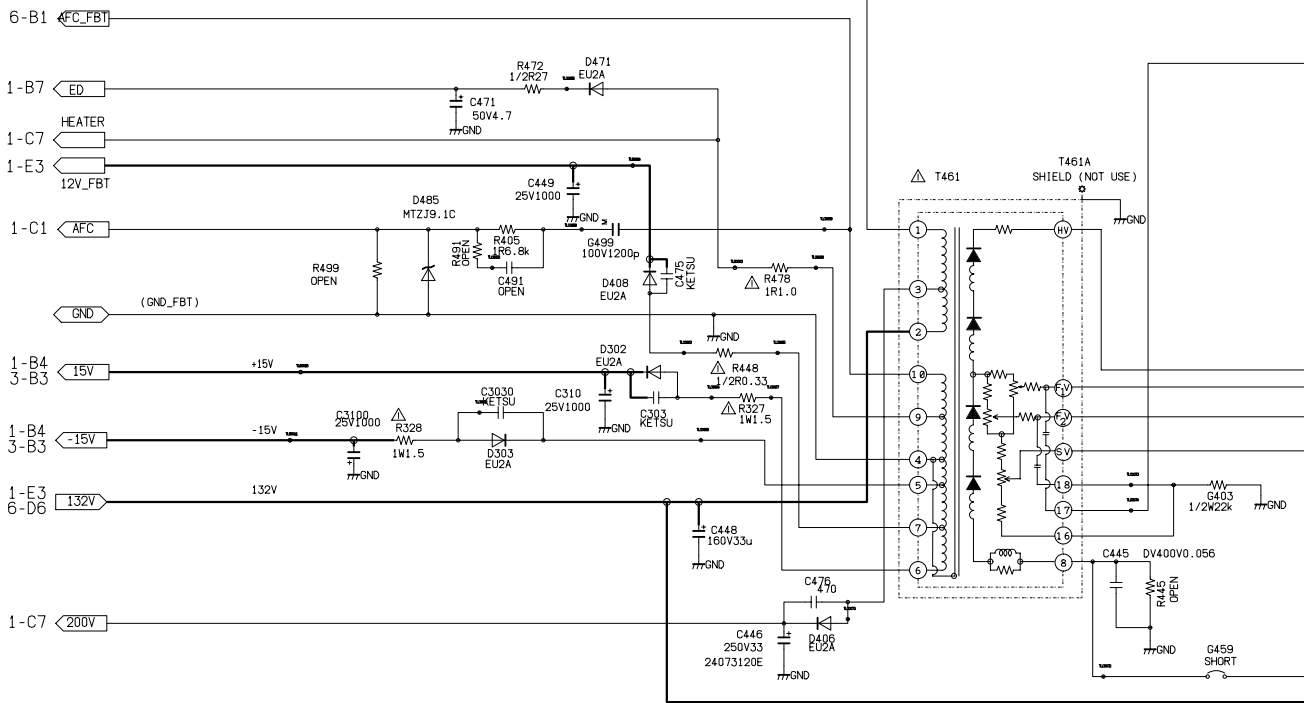 6-B1 AFC_FBT
R472
1/2R27
D471
EU2A
1-B7 ED
C471
50V4.7
GND
HEATER
1-C7
1-E3
12V_FBT
C449
25V1000
GND
T461
T461A
SHIELD (NOT USE)
GND
D485
MTZJ9.1C
1-C1 AFC
R491
OPEN
R405
1R6.8k
M
G499
100V1200p
C491
OPEN
R499
OPEN
D408
EU2A
C475
KETSU
R478
1R1.0
1
HV
3
2
(GND_FBT)
GND
GND
1-B4
3-B3
15V
+15V
D302
EU2A
R448
1/2R0.33
10
C3030
KETSU
C310
25V1000
GND
C303
KETSU
R327
1W1.5
F1V
9
F2V
1-B4
3-B3
-15V
-15V
C3100
25V1000
GND
R328
1W1.5
D303
EU2A
4
SV
5
18
17
G403
1/2W22k
GND
1-E3
6-D6
132V
132V
C448
160V33u
GND
7
16
6
8
C445
DV400V0.056
R445
OPEN
GND
C476
470
1-C7 200V
C446
250V33
24073120E
GND
D406
EU2A
G459
SHORT